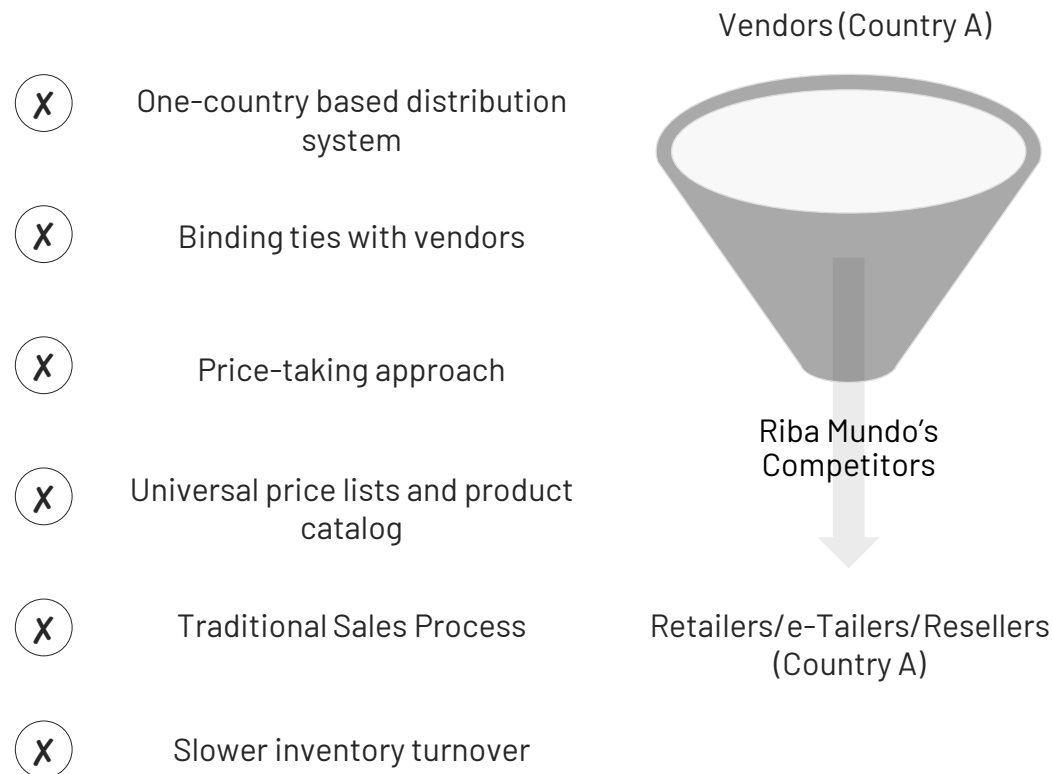 Vendors (Country A)
✗ One-country based distribution
system
✗ Binding ties with vendors
✗ Price-taking approach
Riba Mundo’s
Competitors
✗ Universal price lists and product
catalog
✗ Traditional Sales Process
Retailers/e-Tailers/Resellers
(Country A)
✗ Slower inventory turnover